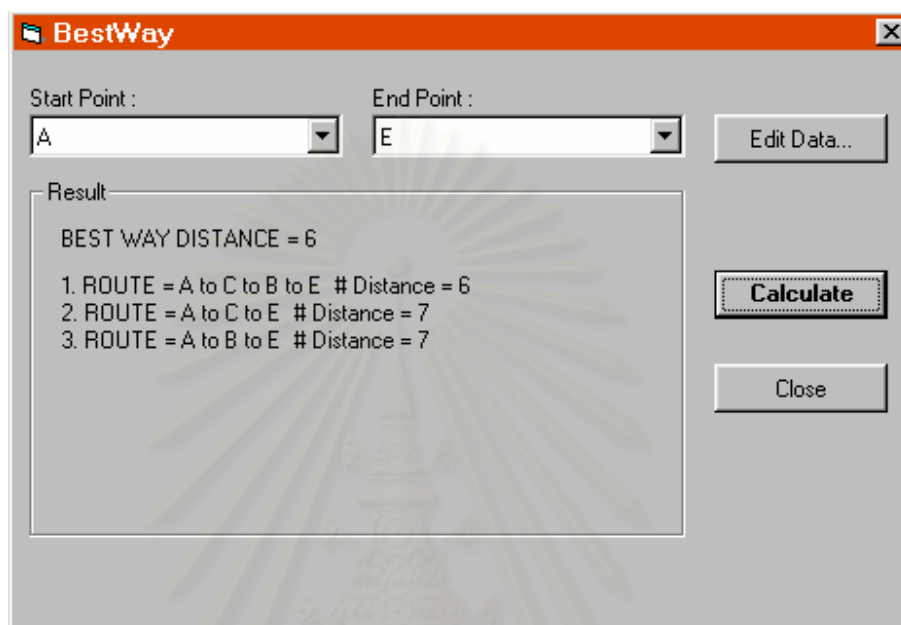 BestWay
Start Point :
End Point :
A
E
Edit Data...
Result
BEST WAY DISTANCE = 6
1. ROUTE = A to C to B to E # Distance = 6
2. ROUTE = A to C to E # Distance = 7
3. ROUTE = A to B to E # Distance = 7
Calculate
Close